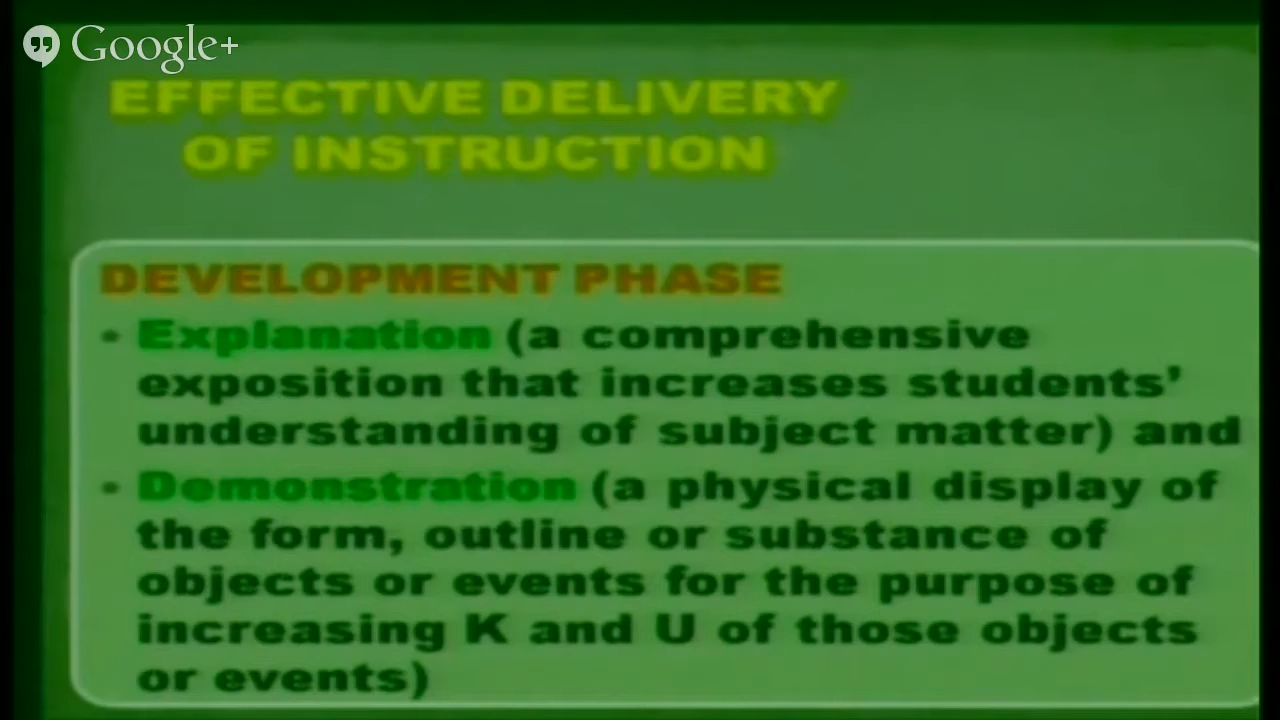 Google+
EFFECTIVE DELIVERY
OF INSTRUCTION
DEVELOPMENT PHASE
• Explanation (a comprehensive
exposition that increases students'
understanding of subject matter) and
• Demonstration (a physical display of
the form, outline or substance of
objects or events for the purpose of
increasing K and U of those objects
or events)